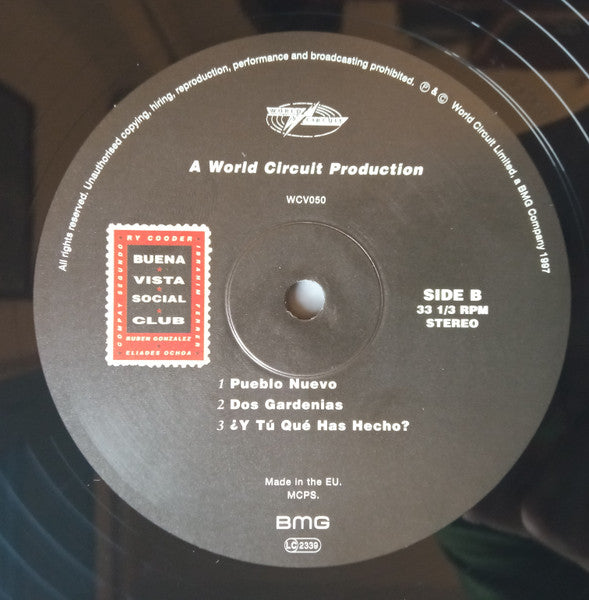 All rights reserved. Unauthorised copying, hiring, reproduction, performance and broadcasting prohibited. ℗ & © World Circuit Limited, a BMG Company 1997
WORLD CIRCUIT
A World Circuit Production
WCV050
RY COODER
IBRAHIM FERRER
COMPAY SEGUNDO
BUENA
VISTA
SOCIAL
CLUB
RUBEN GONZALEZ
ELIADES OCHOA
SIDE B
33 1/3 RPM
STEREO
1 Pueblo Nuevo
2 Dos Gardenias
3 ¿Y Tú Qué Has Hecho?
Made in the EU.
MCPS.
BMG
LC 2339